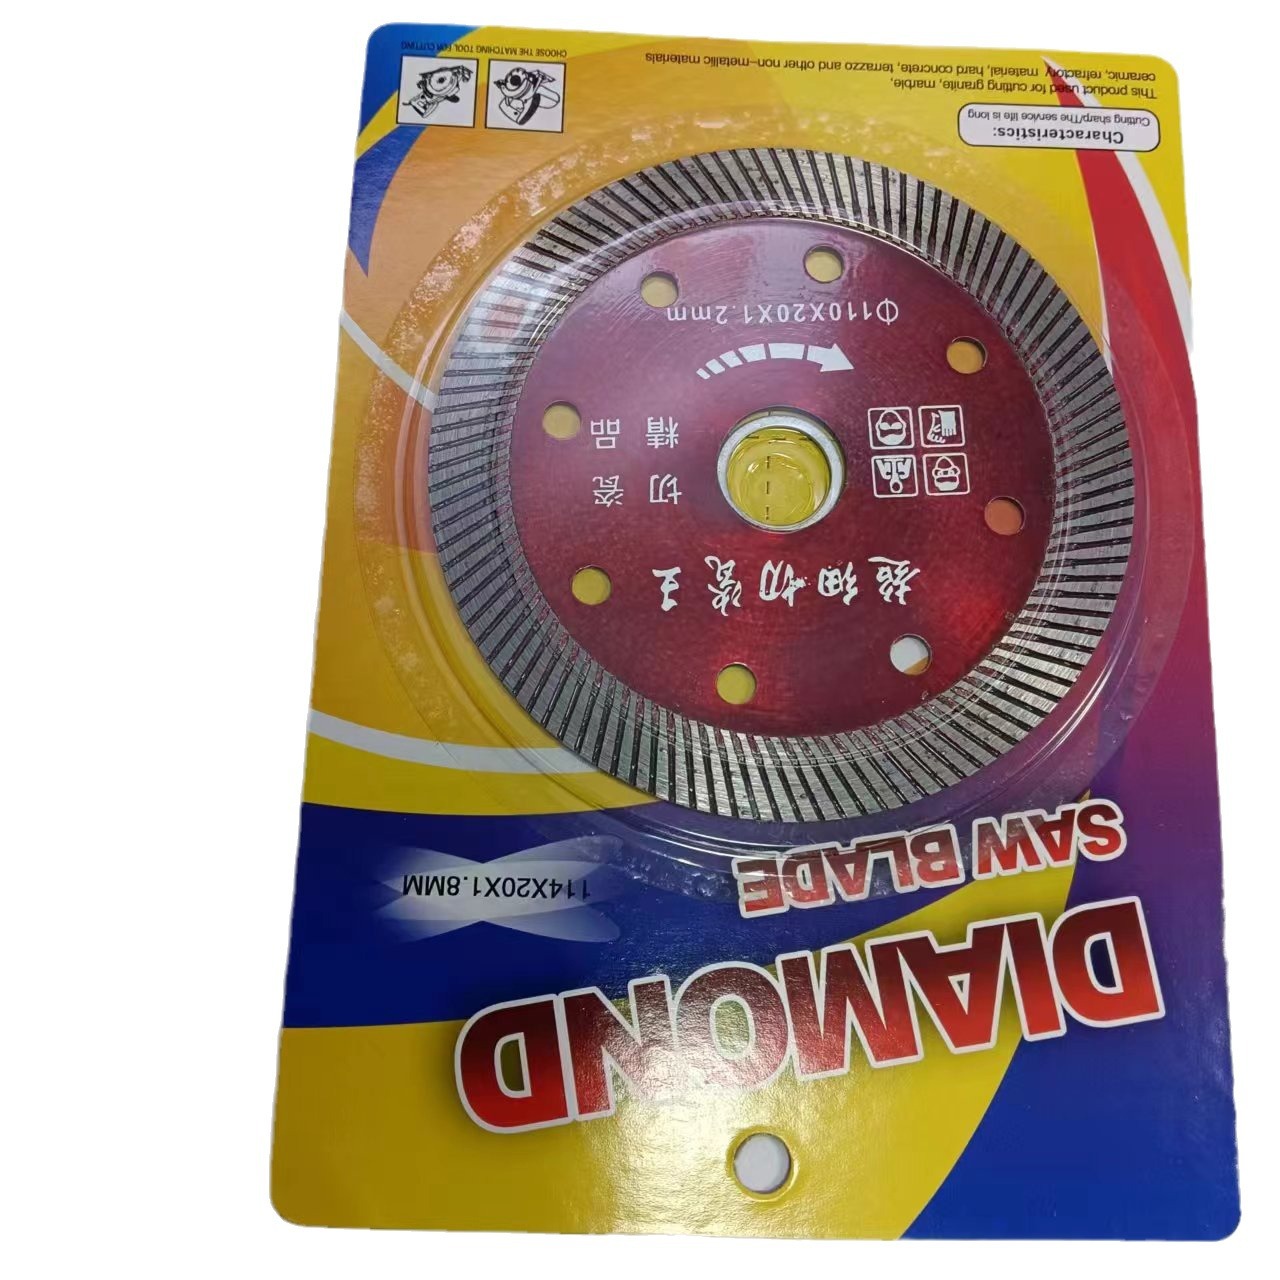 DIAMOND
SAW BLADE
114X20X1.8MM
超细切瓷王
切瓷
精品
Φ110X20X1.2mm
Characteristics:
Cutting sharp/The service life is long
This product used for cutting granite, marble,
ceramic, refractory material, hard concrete, terrazzo and other non-metallic materials
CHOOSE THE MATCHING TOOL FOR CUTTING